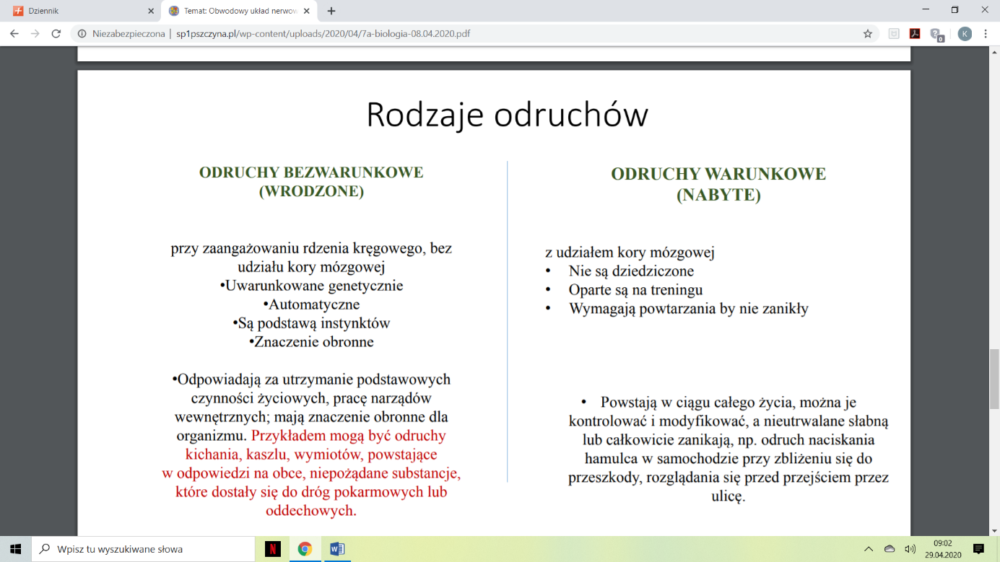 Dziennik
Temat: Obwodowy układ nerwow
Niezabezpieczona | sp1pszczyna.pl/wp-content/uploads/2020/04/7a-biologia-08.04.2020.pdf
K
Rodzaje odruchów
ODRUCHY BEZWARUNKOWE
(WRODZONE)
przy zaangażowaniu rdzenia kręgowego, bez
udziału kory mózgowej
•Uwarunkowane genetycznie
•Automatyczne
•Są podstawą instynktów
•Znaczenie obronne
•Odpowiadają za utrzymanie podstawowych
czynności życiowych, pracę narządów
wewnętrznych; mają znaczenie obronne dla
organizmu. Przykładem mogą być odruchy
kichania, kaszlu, wymiotów, powstające
w odpowiedzi na obce, niepożądane substancje,
które dostały się do dróg pokarmowych lub
oddechowych.
ODRUCHY WARUNKOWE
(NABYTE)
z udziałem kory mózgowej
• Nie są dziedziczone
• Oparte są na treningu
• Wymagają powtarzania by nie zanikły
• Powstają w ciągu całego życia, można je
kontrolować i modyfikować, a nieutrwalane słabną
lub całkowicie zanikają, np. odruch naciskania
hamulca w samochodzie przy zbliżeniu się do
przeszkody, rozglądania się przed przejściem przez
ulicę.
Wpisz tu wyszukiwane słowa
09:02
29.04.2020